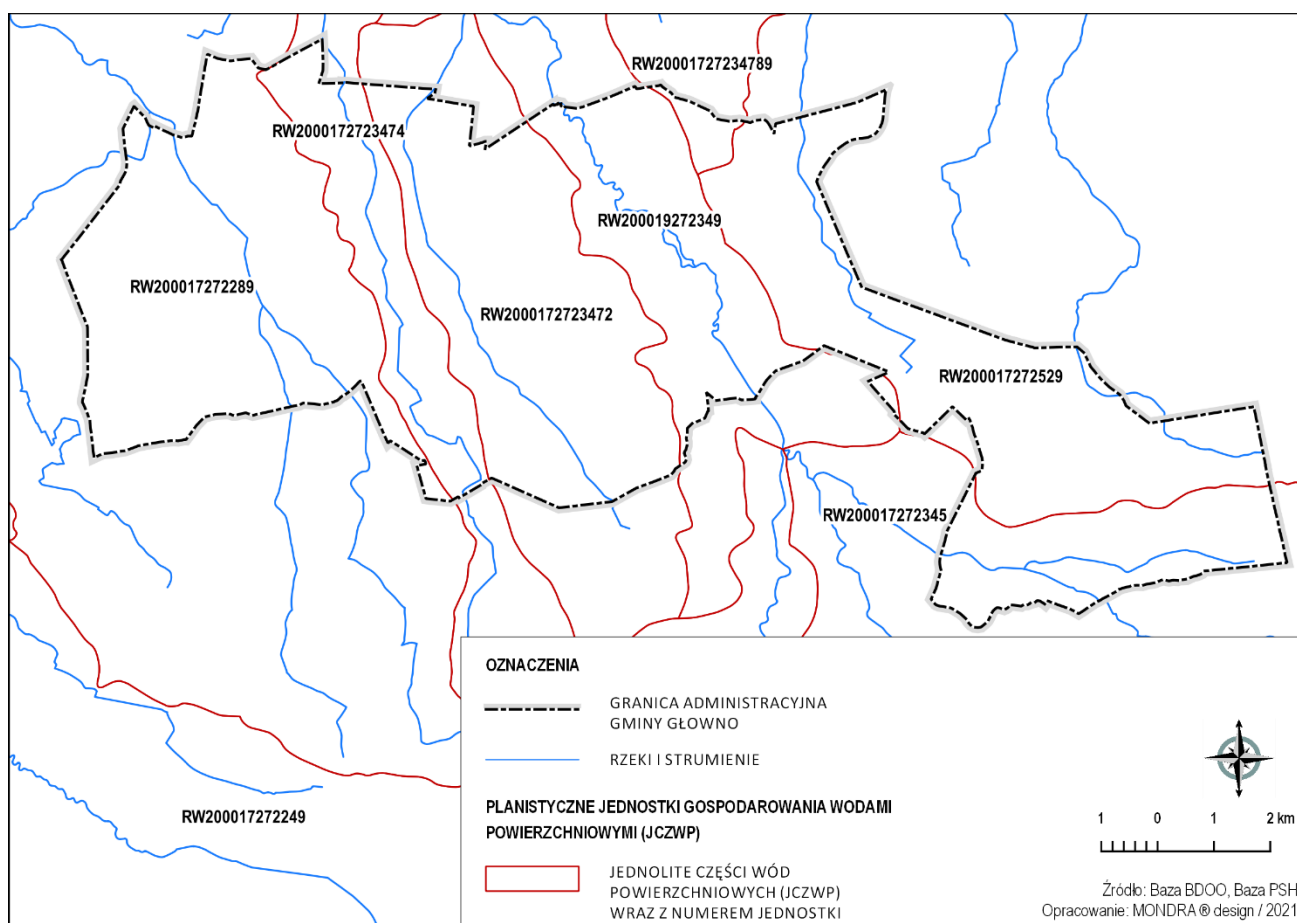 RW20001727234789
RW2000172723474
RW200019272349
RW200017272289
RW2000172723472
RW200017272529
RW200017272345
RW200017272249
OZNACZENIA
GRANICA ADMINISTRACYJNA
GMINY GŁOWNO
RZEKI I STRUMIENIE
PLANISTYCZNE JEDNOSTKI GOSPODAROWANIA WODAMI
POWIERZCHNIOWYMI (JCZWP)
JEDNOLITE CZĘŚCI WÓD
POWIERZCHNIOWYCH (JCZWP)
WRAZ Z NUMEREM JEDNOSTKI
1 0 1 2 km
Źródło: Baza BDOO, Baza PSH
Opracowanie: MONDRA ® design / 2021